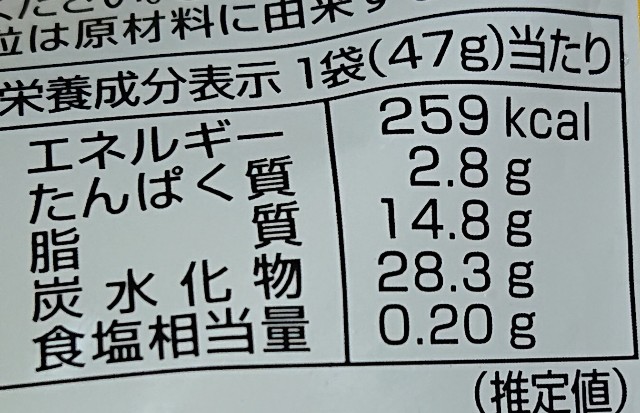 位は原材料に由来す
栄養成分表示 1袋(47g)当たり
エネルギー 259 kcal
たんぱく質 2.8 g
脂質 14.8 g
炭水化物 28.3 g
食塩相当量 0.20 g
(推定値)